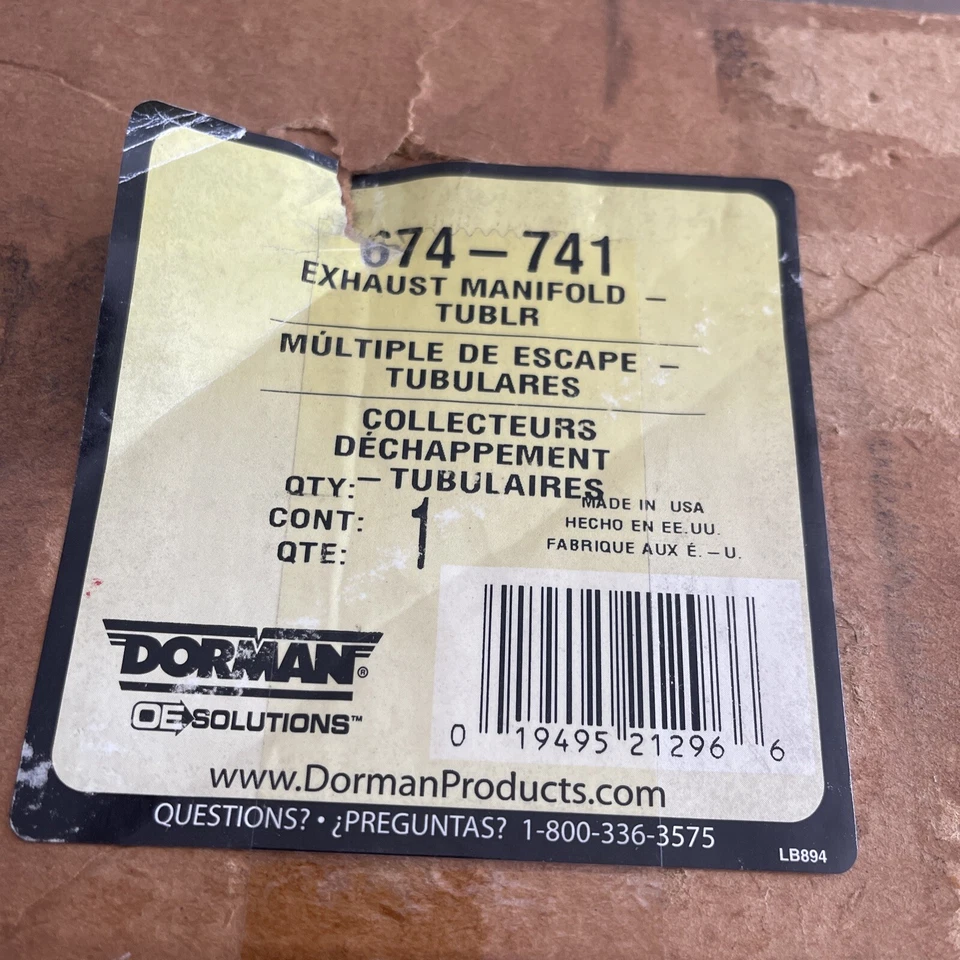 674-741
EXHAUST MANIFOLD -
TUBLR
MÚLTIPLE DE ESCAPE -
TUBULARES
COLLECTEURS
DÉCHAPPEMENT
- TUBULAIRES
QTY:
CONT: 1
QTE:
MADE IN USA
HECHO EN EE.UU.
FABRIQUE AUX É.-U.
DORMAN®
OE SOLUTIONS™
0 19495 21296 6
www.DormanProducts.com
QUESTIONS? • ¿PREGUNTAS? 1-800-336-3575
LB894